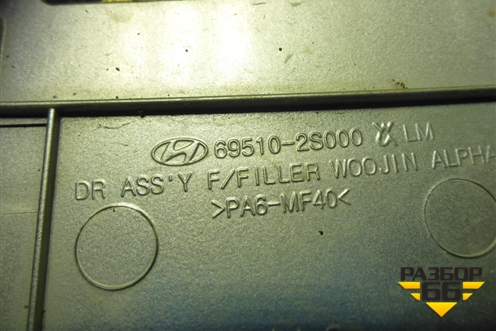 69510-2S000 LM
DR ASS'Y F/FILLER WOOJIN ALPHA
>PA6-MF40<
РАЗБОР
66